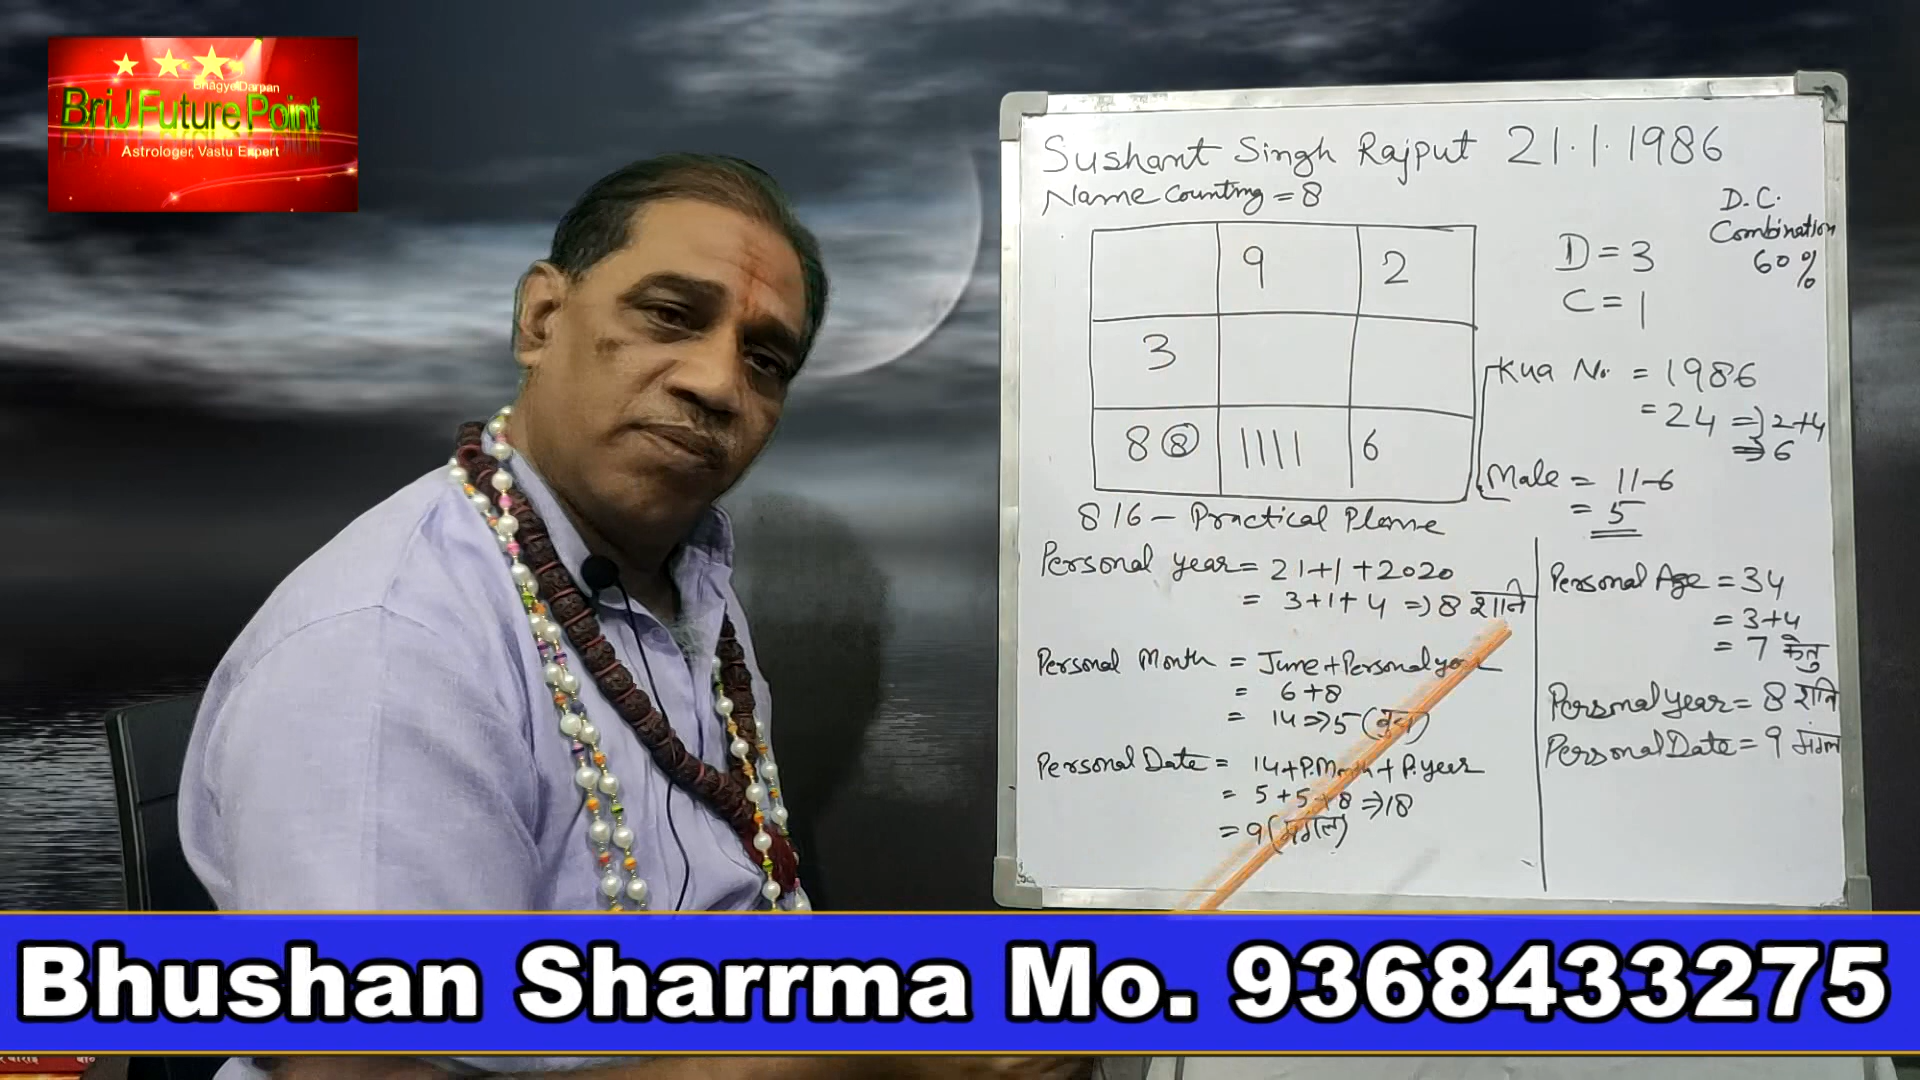 BhagyaDarpan
BriJ Future Point
Astrologer, Vastu Expert
Sushant Singh Rajput 21.1.1986
Name Counting = 8
D.C.
Combination
60%
9 2
3
8 8 1111 6
816 - Practical Plane
D = 3
C = 1
Kua No. = 1986
= 24 => 2+4
=> 6
Male = 11-6
= 5
Personal year = 21+1+2020
= 3+1+4 => 8 शनि
Personal Month = June + Personal year
= 6+8
= 14 => 5 (बुध)
Personal Date = 14+P.Month + P.year
= 5+5+8 => 18
= 9 (मंगल)
Personal Age = 34
= 3+4
= 7 केतु
Personal year = 8 शनि
Personal Date = 9 मंगल
Bhushan Sharrma Mo. 9368433275